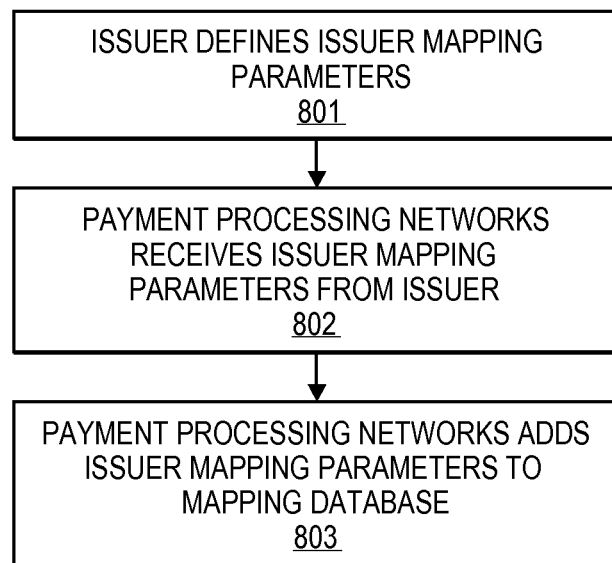 ISSUER DEFINES ISSUER MAPPING
PARAMETERS
801
PAYMENT PROCESSING NETWORKS
RECEIVES ISSUER MAPPING
PARAMETERS FROM ISSUER
802
PAYMENT PROCESSING NETWORKS ADDS
ISSUER MAPPING PARAMETERS TO
MAPPING DATABASE
803